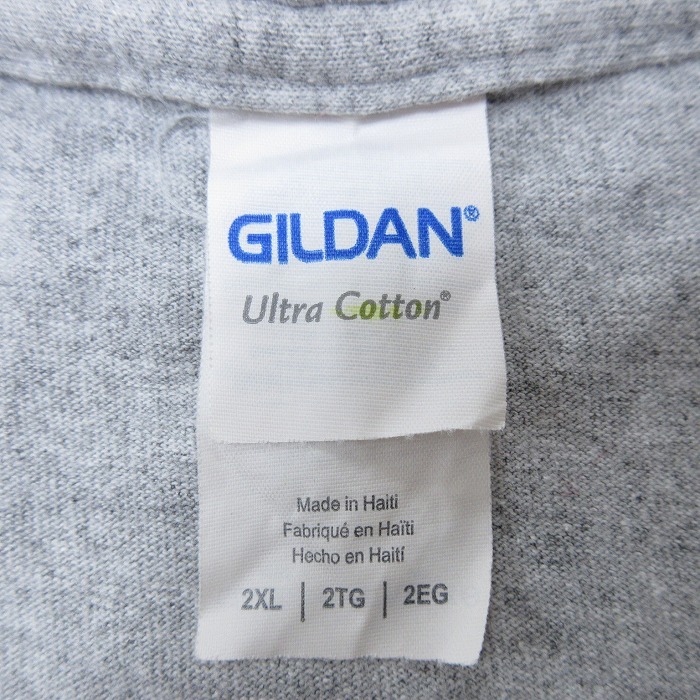 GILDAN®
Ultra Cotton®
Made in Haiti
Fabriqué en Haïti
Hecho en Haití
2XL | 2TG | 2EG